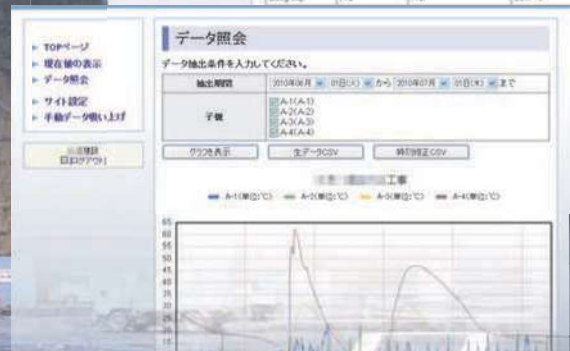 TOPページ
現在値の表示
データ照会
サイト設定
手動データ吸い上げ
データ照会
データ抽出条件を入力してください。
抽出期間
2010年06月 01日(火) から 2010年07月 01日(木) まで
子機
A-1(A-1)
A-2(A-2)
A-3(A-3)
A-4(A-4)
グラフを表示 生データCSV 時刻修正CSV
工事
A-1(単位:℃) A-2(単位:℃) A-3(単位:℃) A-4(単位:℃)
65
60
55
50
45
40
35
30
25
20
15